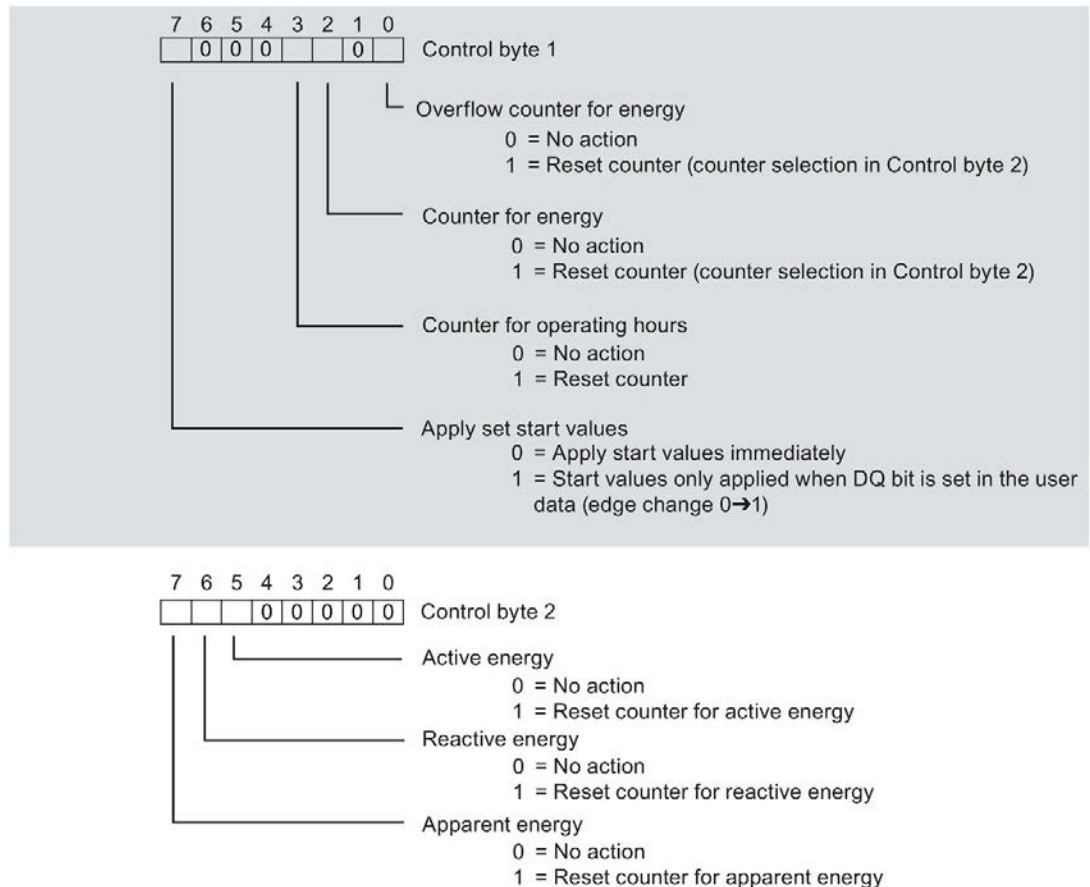 7 6 5 4 3 2 1 0
0 0 0 0 Control byte 1
Overflow counter for energy
0 = No action
1 = Reset counter (counter selection in Control byte 2)
Counter for energy
0 = No action
1 = Reset counter (counter selection in Control byte 2)
Counter for operating hours
0 = No action
1 = Reset counter
Apply set start values
0 = Apply start values immediately
1 = Start values only applied when DQ bit is set in the user
data (edge change 0➔1)
7 6 5 4 3 2 1 0
0 0 0 0 0 Control byte 2
Active energy
0 = No action
1 = Reset counter for active energy
Reactive energy
0 = No action
1 = Reset counter for reactive energy
Apparent energy
0 = No action
1 = Reset counter for apparent energy